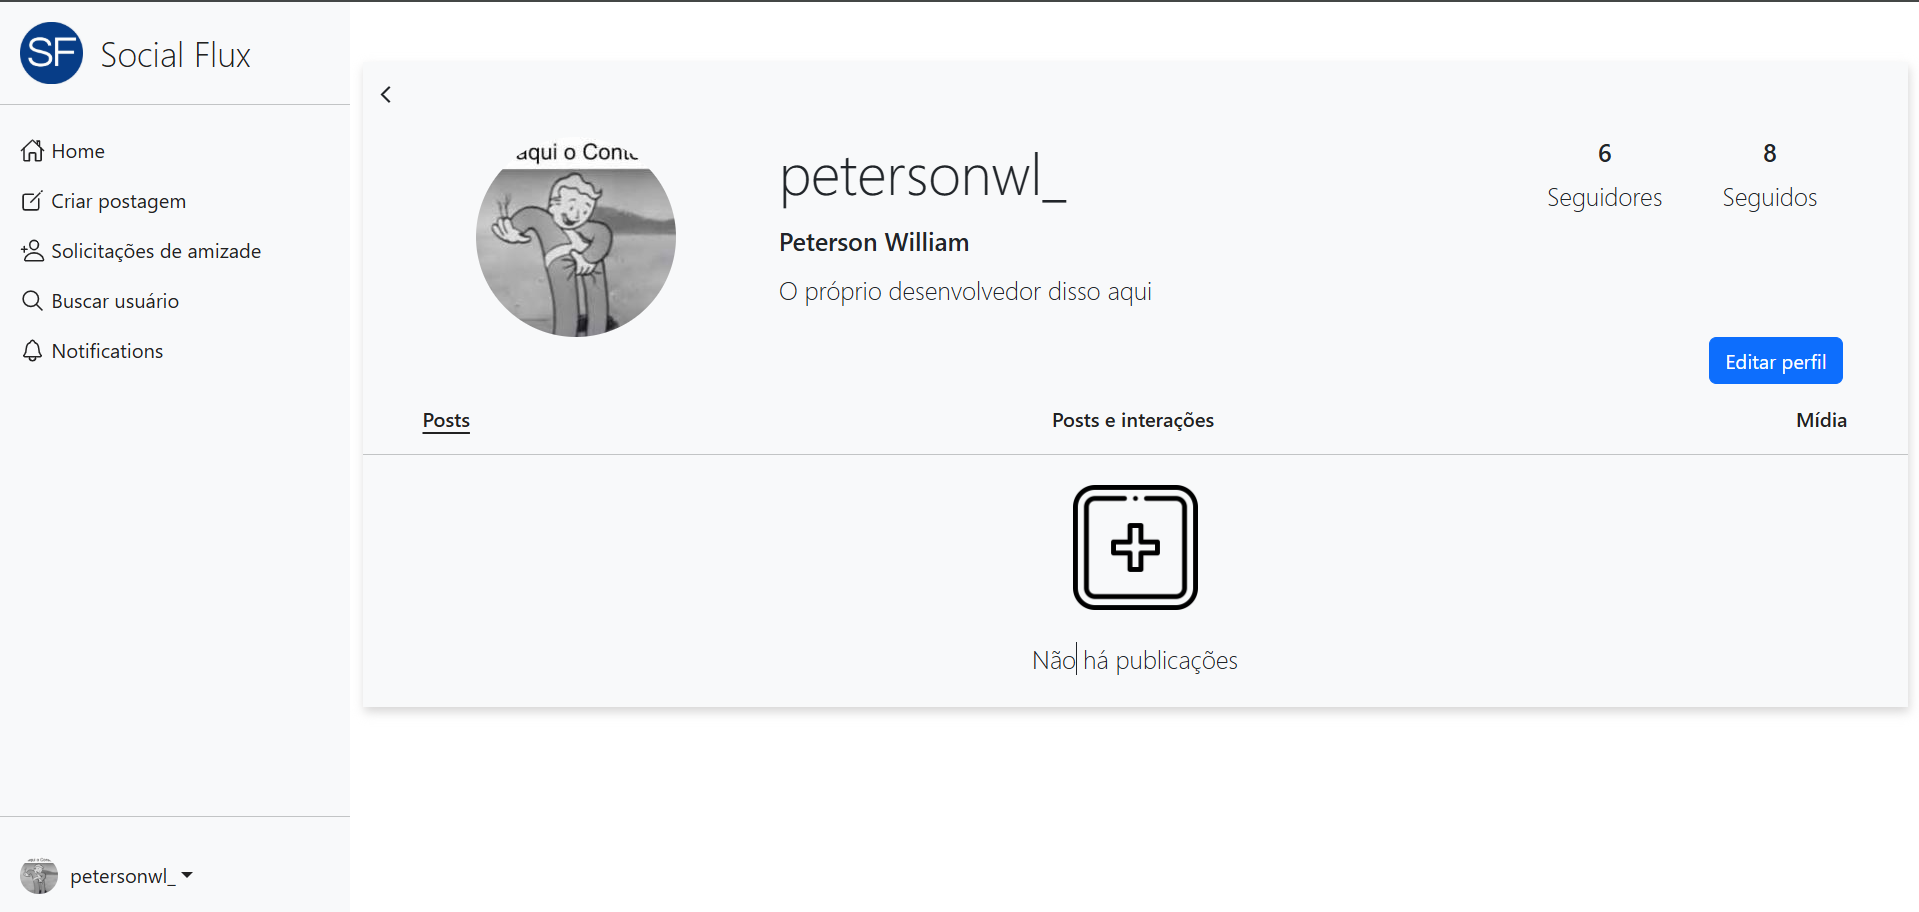 SF Social Flux
Home
Criar postagem
Solicitações de amizade
Buscar usuário
Notifications
petersonwl_
aqui o
petersonwl_
Peterson William
O próprio desenvolvedor disso aqui
6
Seguidores
8
Seguidos
Editar perfil
Posts
Posts e interações
Mídia
Não há publicações